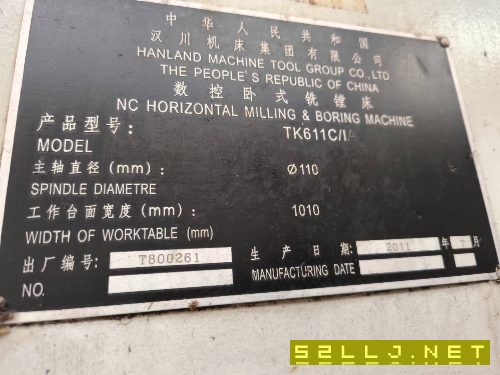 中华人民共和国
汉川机床集团有限公司
HANLAND MACHINE TOOL GROUP CO.,LTD.
THE PEOPLE'S REPUBLIC OF CHINA
数控卧式铣镗床
NC HORIZONTAL MILLING & BORING MACHINE
产品型号: TK611C/1A
MODEL
主轴直径(mm): Ø110
SPINDLE DIAMETRE
工作台面宽度(mm): 1010
WIDTH OF WORKTABLE (mm)
出厂编号: T800261 生产日期: 2011 年 7 月
NO. MANUFACTURING DATE
52LLJ.NET